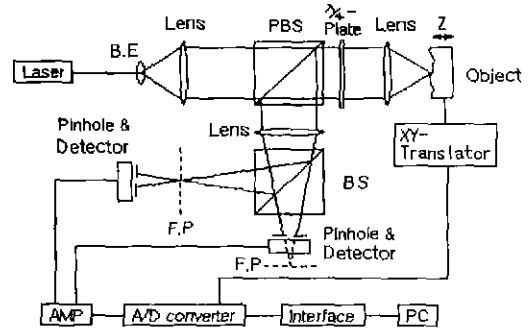 Lens
PBS
λ/4-
Plate
Lens
Z
B.E
Laser
Object
Pinhole &
Detector
Lens
XY-
Translator
BS
F.P
Pinhole &
Detector
F.P
AMP
A/D converter
Interface
PC